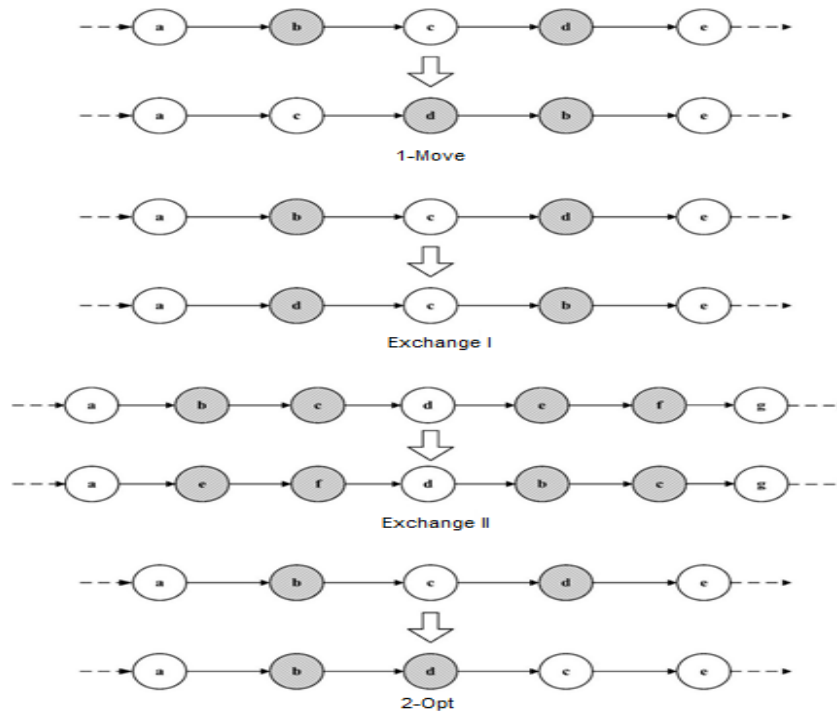 a b c d e
a c d b e
1-Move
a b c d e
a d c b e
Exchange I
a b c d e f g
a e f d b c g
Exchange II
a b c d e
a b d c e
2-Opt